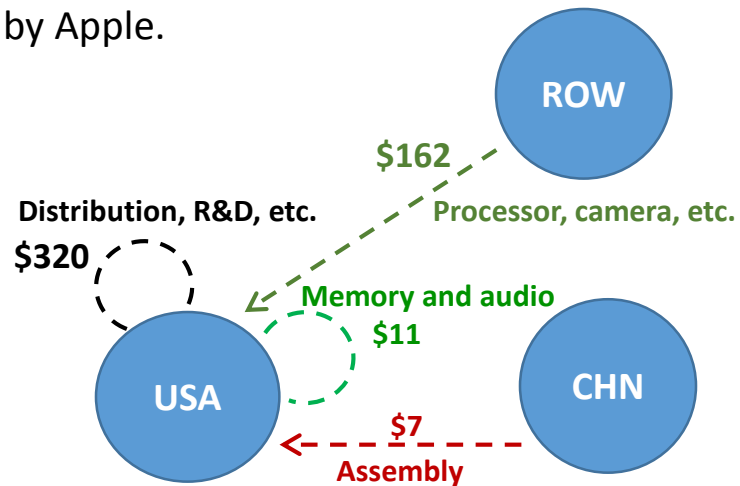 by Apple.
ROW
$162
Distribution, R&D, etc.
Processor, camera, etc.
$320
Memory and audio
$11
USA
CHN
$7
Assembly